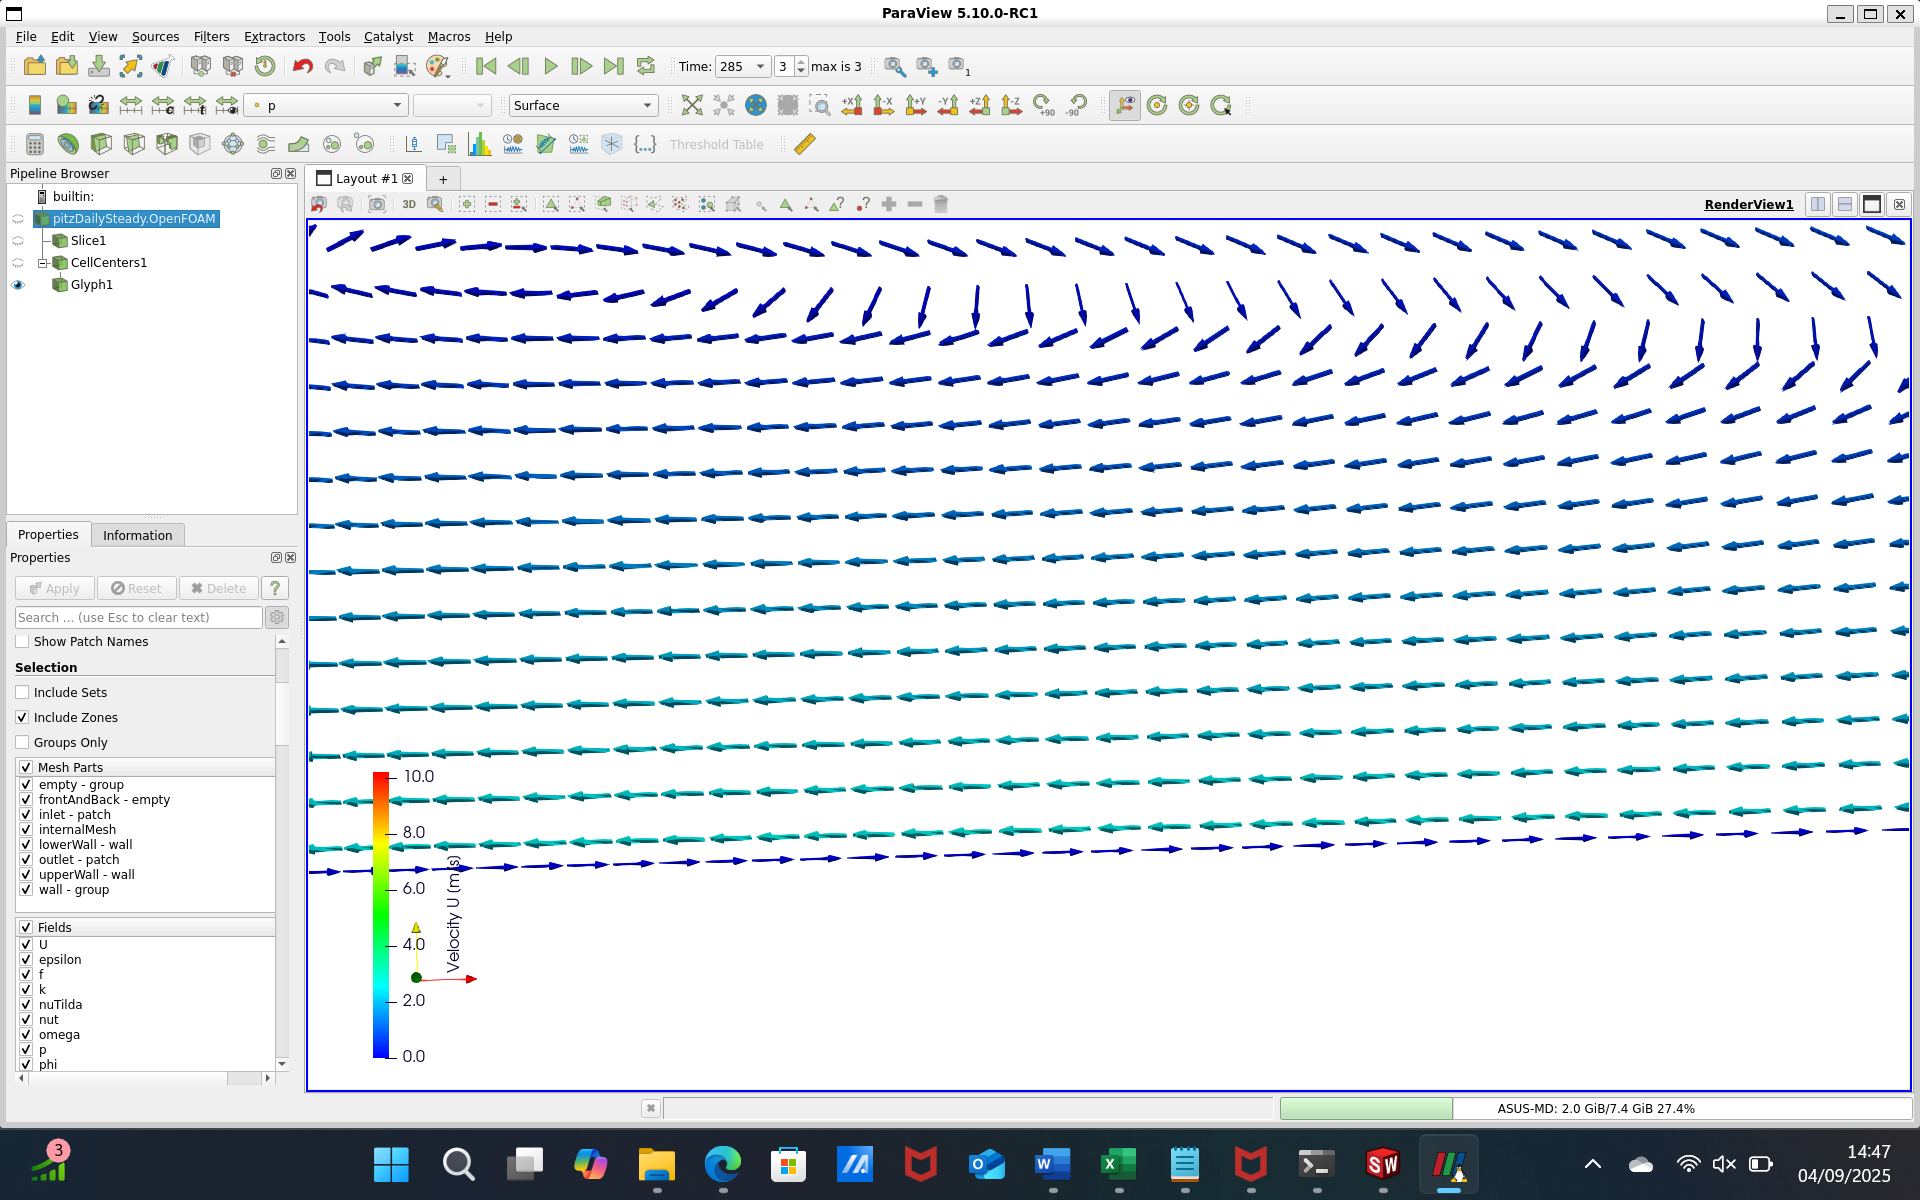 ParaView 5.10.0-RC1
File Edit View Sources Filters Extractors Tools Catalyst Macros Help
Time: 285 3 max is 3 1
+X -X +Y -Y +Z -Z +90 -90
p Surface
Threshold Table
Pipeline Browser
builtin:
pitzDailySteady.OpenFOAM
Slice1
CellCenters1
Glyph1
Layout #1 +
3D RenderView1
Properties Information
Properties
Apply Reset Delete ?
Search ... (use Esc to clear text)
Show Patch Names
Selection
Include Sets
Include Zones
Groups Only
Mesh Parts
empty - group
frontAndBack - empty
inlet - patch
internalMesh
lowerWall - wall
outlet - patch
upperWall - wall
wall - group
Fields
U
epsilon
f
k
nuTilda
nut
omega
p
phi
10.0
8.0
6.0
4.0
2.0
0.0
Velocity U (m/s)
ASUS-MD: 2.0 GiB/7.4 GiB 27.4%
3
14:47
04/09/2025